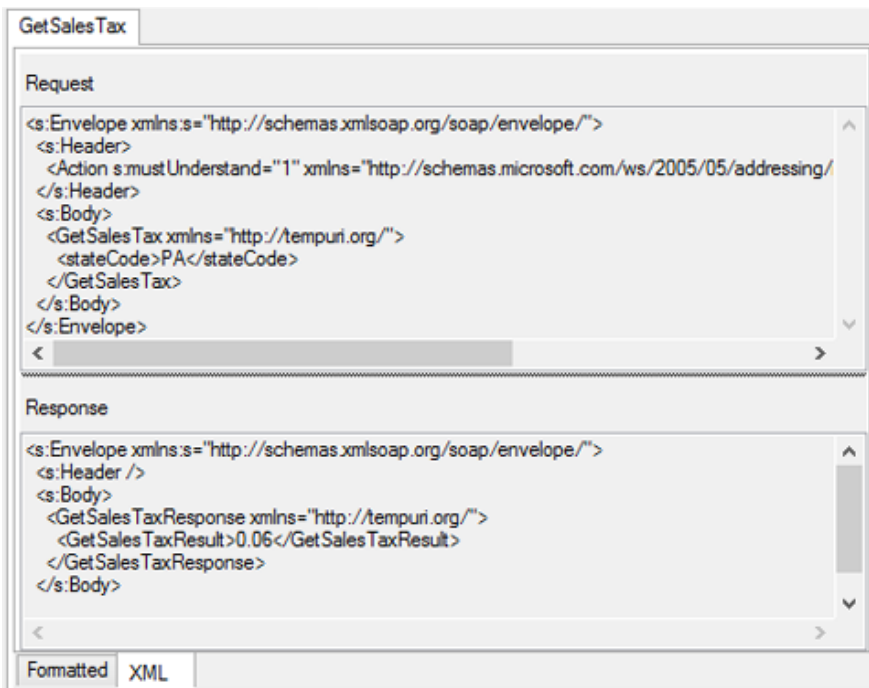 GetSalesTax
Request
<s:Envelope xmlns:s="http://schemas.xmlsoap.org/soap/envelope/">
<s:Header>
<Action s:mustUnderstand="1" xmlns="http://schemas.microsoft.com/ws/2005/05/addressing/
</s:Header>
<s:Body>
<GetSalesTax xmlns="http://tempuri.org/">
<stateCode>PA</stateCode>
</GetSalesTax>
</s:Body>
</s:Envelope>
Response
<s:Envelope xmlns:s="http://schemas.xmlsoap.org/soap/envelope/">
<s:Header />
<s:Body>
<GetSalesTaxResponse xmlns="http://tempuri.org/">
<GetSalesTaxResult>0.06</GetSalesTaxResult>
</GetSalesTaxResponse>
</s:Body>
Formatted XML